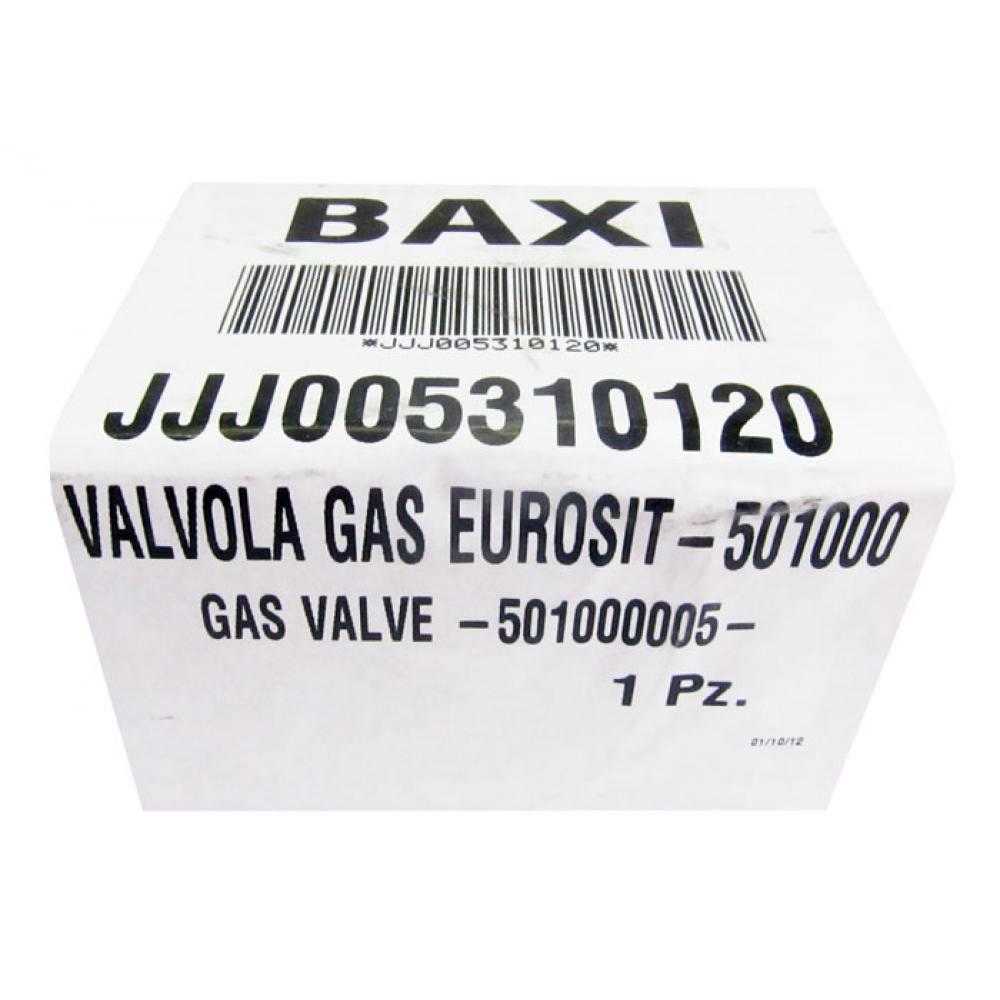 BAXI
*JJJ005310120*
JJJ005310120
VALVOLA GAS EUROSIT - 501000
GAS VALVE -501000005-
1 Pz.
01/10/12